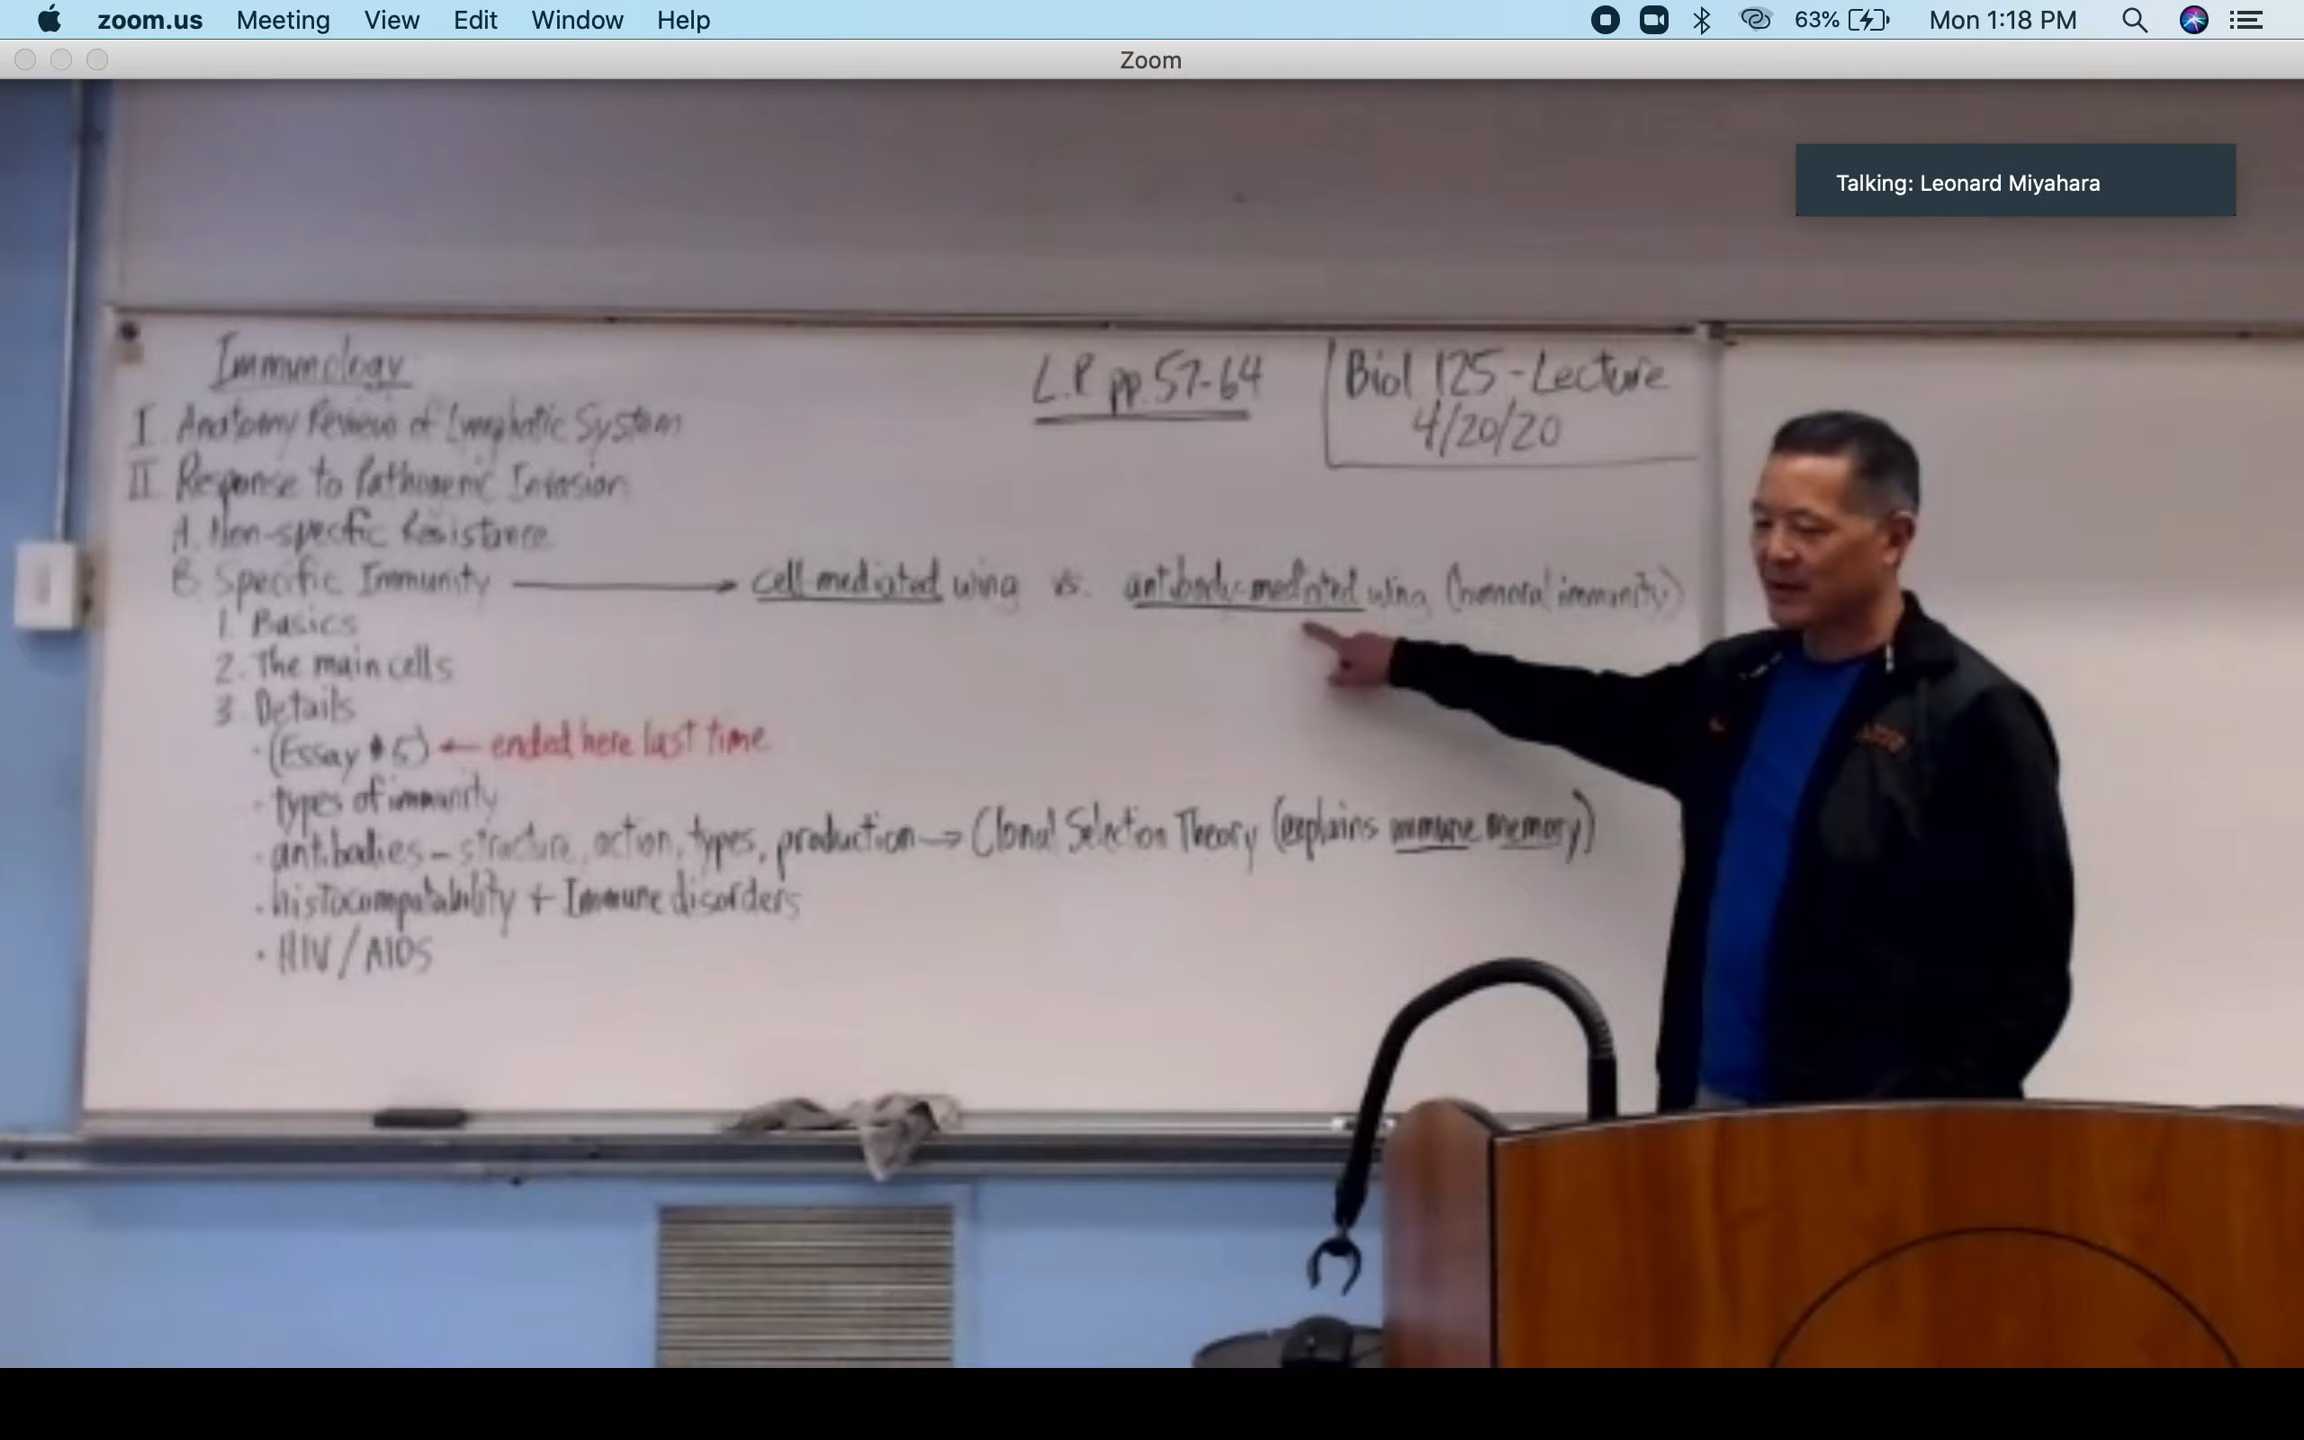 zoom.us Meeting View Edit Window Help 63% Mon 1:18 PM
Zoom
Talking: Leonard Miyahara
Immunology
L.P. pp. 57-64
Biol 125 - Lecture
4/20/20
I. Anatomy Review of Lymphatic System
II. Response to Pathogenic Invasion
A. Non-specific Resistance
B. Specific Immunity → cell-mediated wing vs. antibody-mediated wing (humoral immunity)
1. Basics
2. The main cells
3. Details
· (Essay #5) ← ended here last time
· types of immunity
· antibodies - structure, action, types, production → Clonal Selection Theory (explains immune memory)
· histocompatability + Immune disorders
· HIV/AIDS